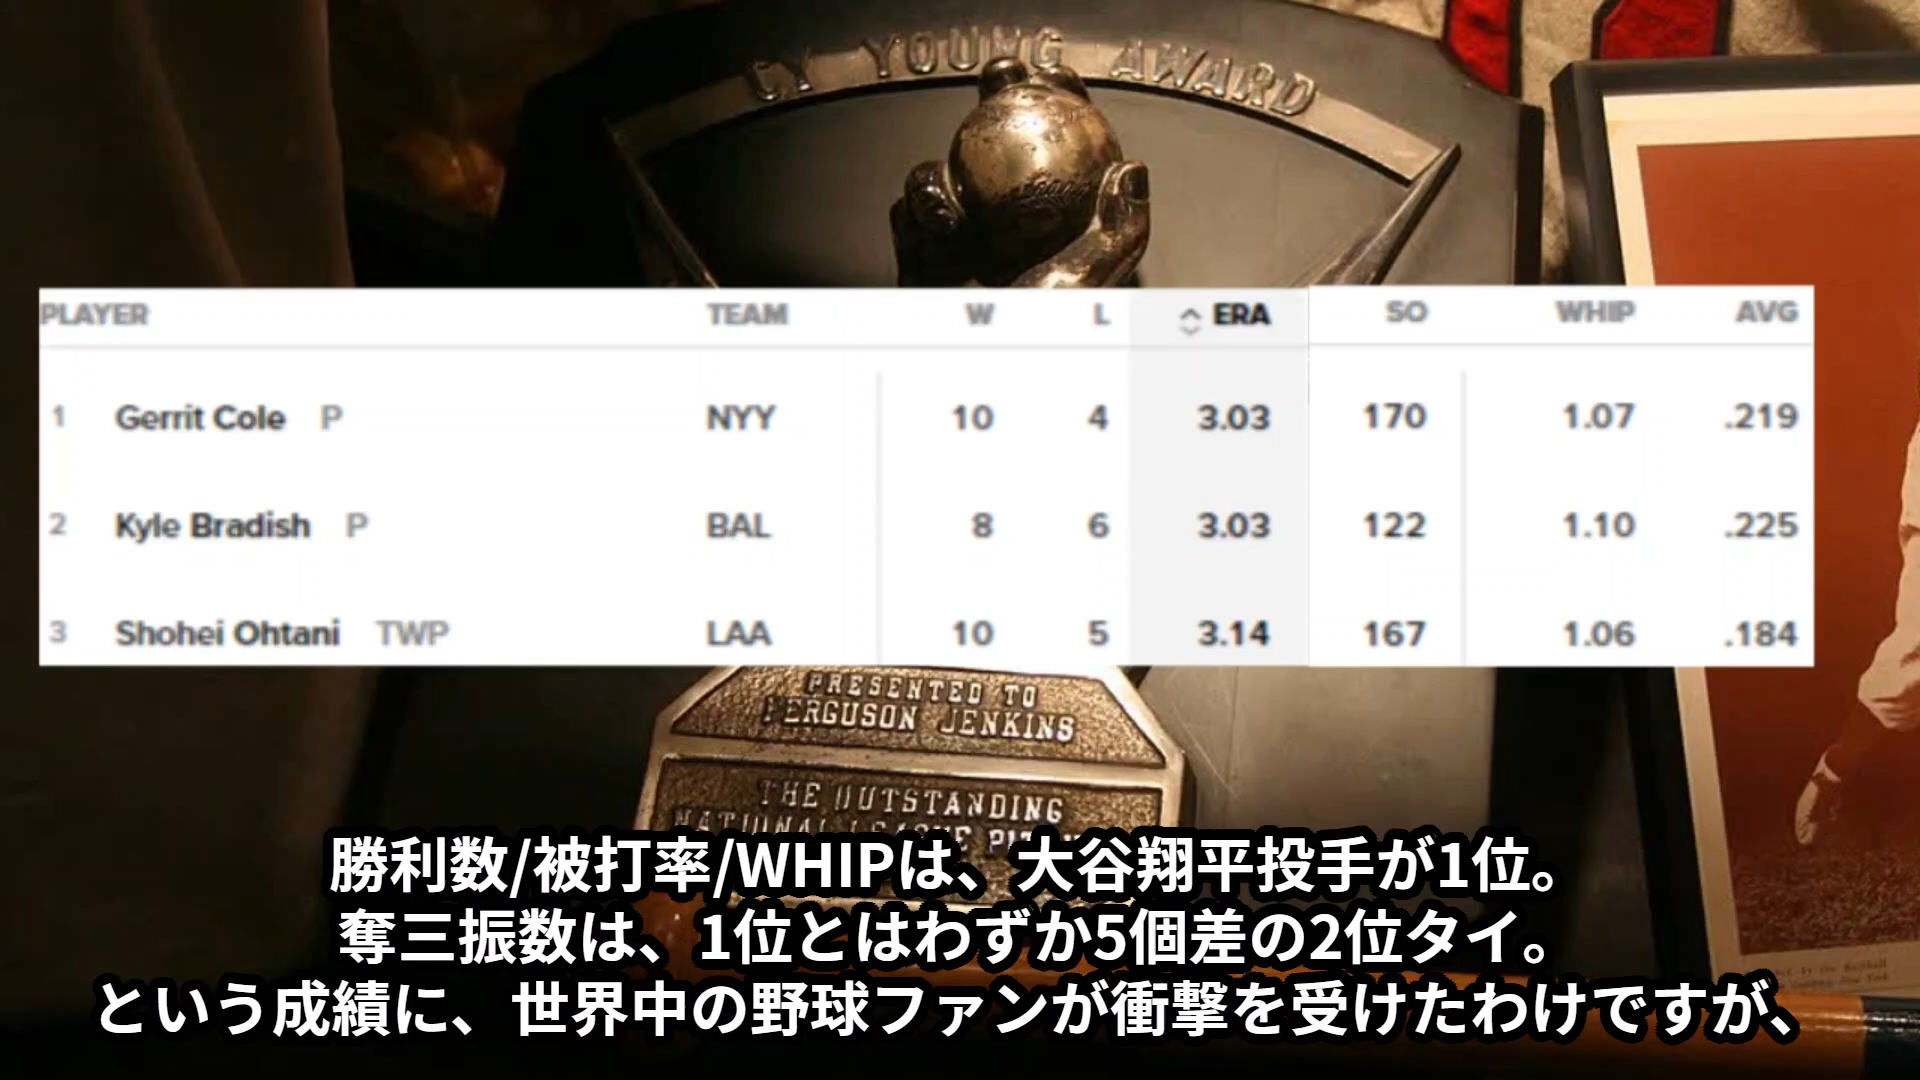 CY YOUNG AWARD
PLAYER TEAM W L ERA SO WHIP AVG
1 Gerrit Cole P NYY 10 4 3.03 170 1.07 .219
2 Kyle Bradish P BAL 8 6 3.03 122 1.10 .225
3 Shohei Ohtani TWP LAA 10 5 3.14 167 1.06 .184
PRESENTED TO
FERGUSON JENKINS
THE OUTSTANDING
NATIONAL LEAGUE
勝利数/被打率/WHIPは、大谷翔平投手が1位。
奪三振数は、1位とはわずか5個差の2位タイ。
という成績に、世界中の野球ファンが衝撃を受けたわけですが、